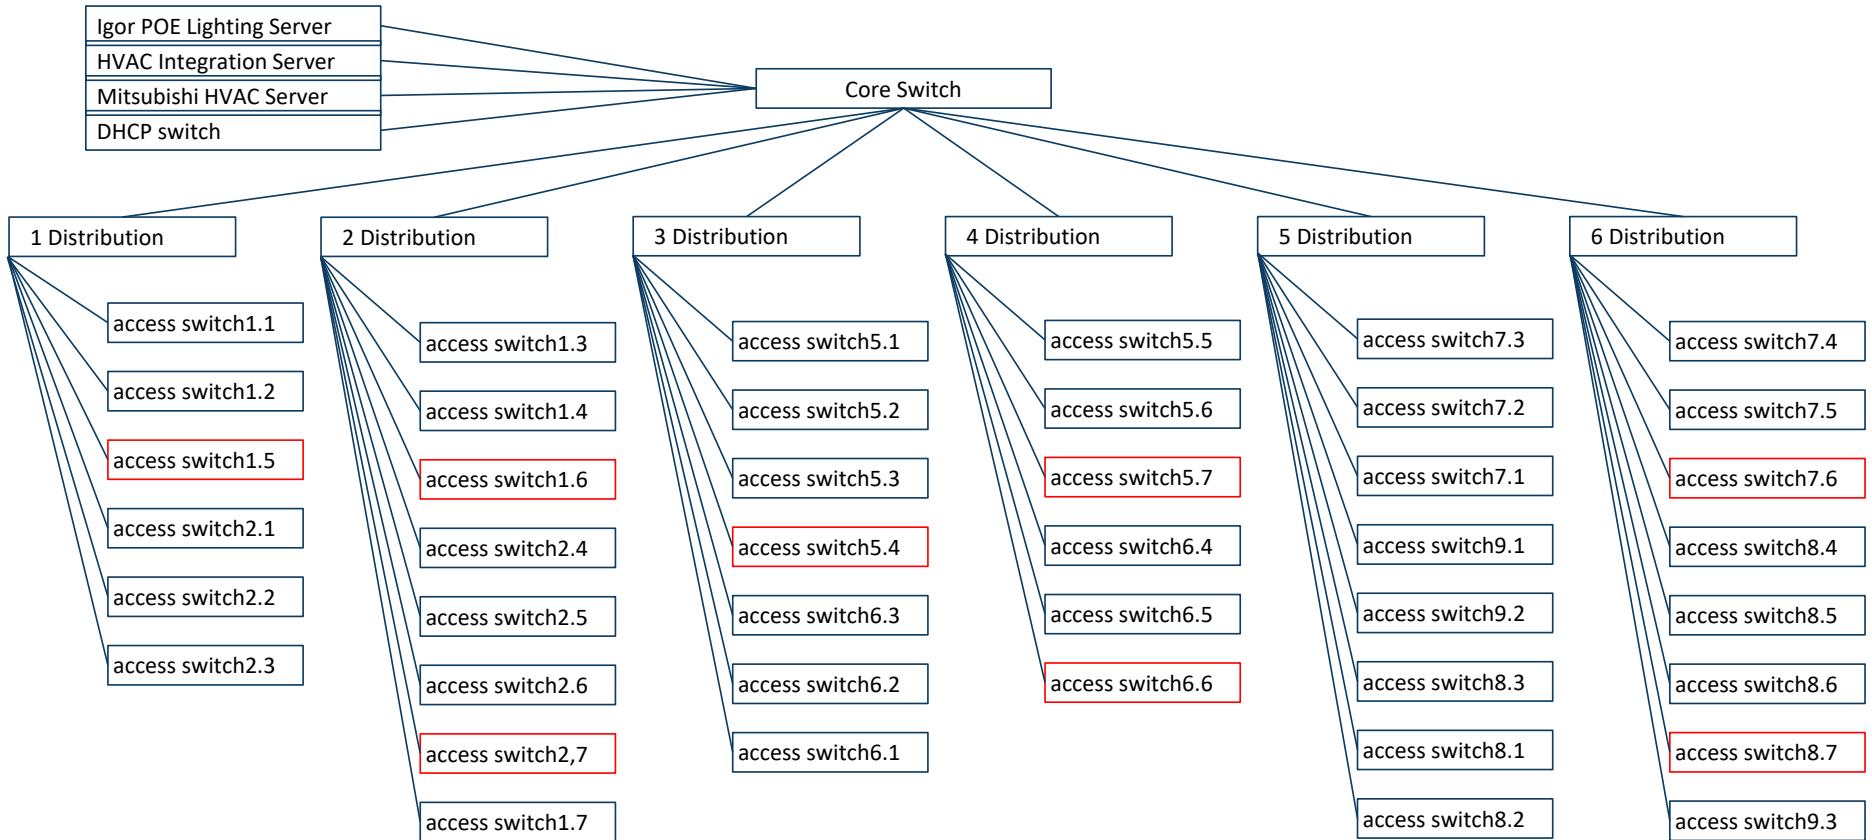 Igor POE Lighting Server
HVAC Integration Server
Mitsubishi HVAC Server
DHCP switch
Core Switch
1 Distribution
access switch1.1
access switch1.2
access switch1.5
access switch2.1
access switch2.2
access switch2.3
2 Distribution
access switch1.3
access switch1.4
access switch1.6
access switch2.4
access switch2.5
access switch2.6
access switch2,7
access switch1.7
3 Distribution
access switch5.1
access switch5.2
access switch5.3
access switch5.4
access switch6.3
access switch6.2
access switch6.1
4 Distribution
access switch5.5
access switch5.6
access switch5.7
access switch6.4
access switch6.5
access switch6.6
5 Distribution
access switch7.3
access switch7.2
access switch7.1
access switch9.1
access switch9.2
access switch8.3
access switch8.1
access switch8.2
6 Distribution
access switch7.4
access switch7.5
access switch7.6
access switch8.4
access switch8.5
access switch8.6
access switch8.7
access switch9.3